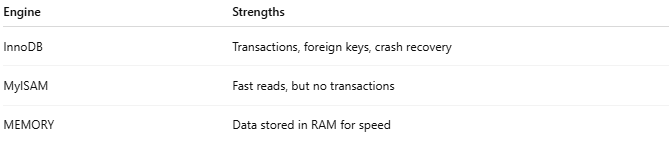 Engine Strengths
InnoDB Transactions, foreign keys, crash recovery
MyISAM Fast reads, but no transactions
MEMORY Data stored in RAM for speed